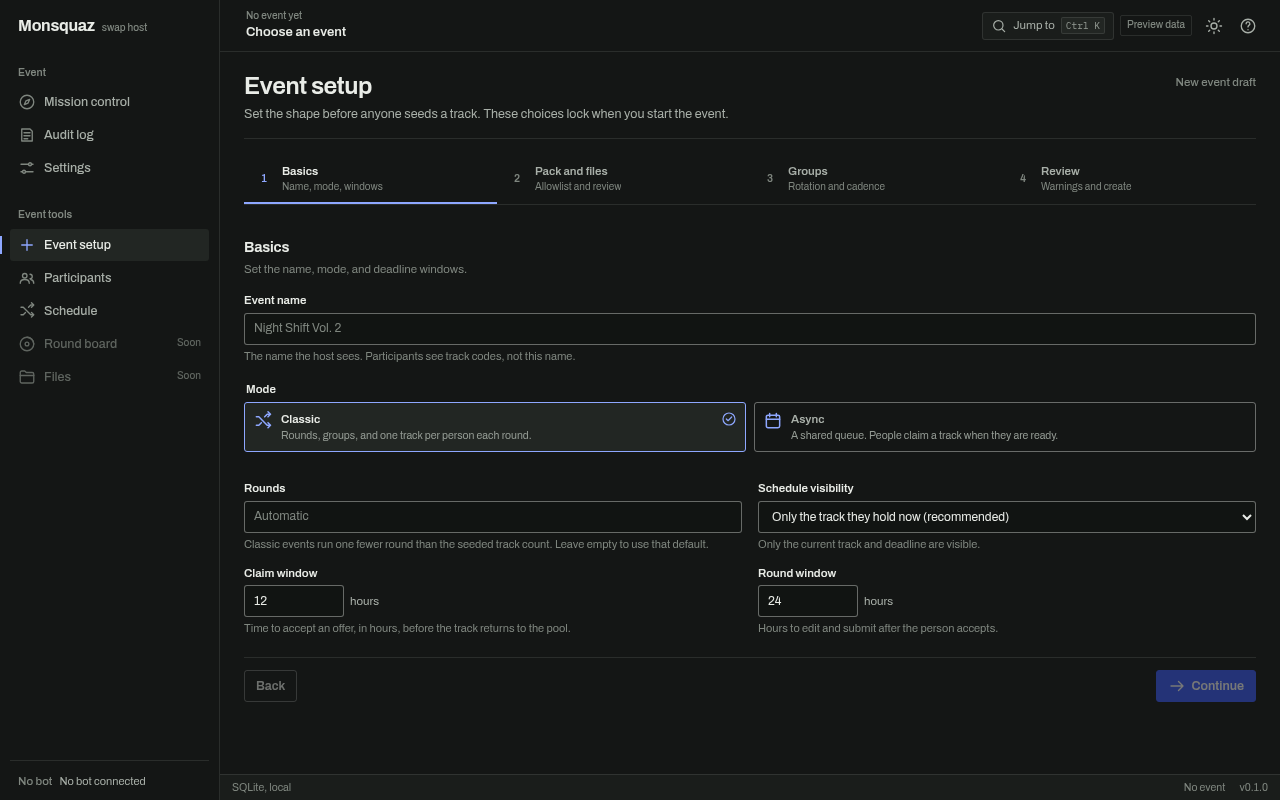 Monsquaz swap host
Event
Mission control
Audit log
Settings
Event tools
Event setup
Participants
Schedule
Round board Soon
Files Soon
No bot No bot connected
No event yet
Choose an event
Jump to Ctrl K
Preview data
Event setup
New event draft
Set the shape before anyone seeds a track. These choices lock when you start the event.
1 Basics
Name, mode, windows
2 Pack and files
Allowlist and review
3 Groups
Rotation and cadence
4 Review
Warnings and create
Basics
Set the name, mode, and deadline windows.
Event name
Night Shift Vol. 2
The name the host sees. Participants see track codes, not this name.
Mode
Classic
Rounds, groups, and one track per person each round.
Async
A shared queue. People claim a track when they are ready.
Rounds
Automatic
Classic events run one fewer round than the seeded track count. Leave empty to use that default.
Schedule visibility
Only the track they hold now (recommended)
Only the current track and deadline are visible.
Claim window
12 hours
Time to accept an offer, in hours, before the track returns to the pool.
Round window
24 hours
Hours to edit and submit after the person accepts.
Back
Continue
SQLite, local
No event v0.1.0